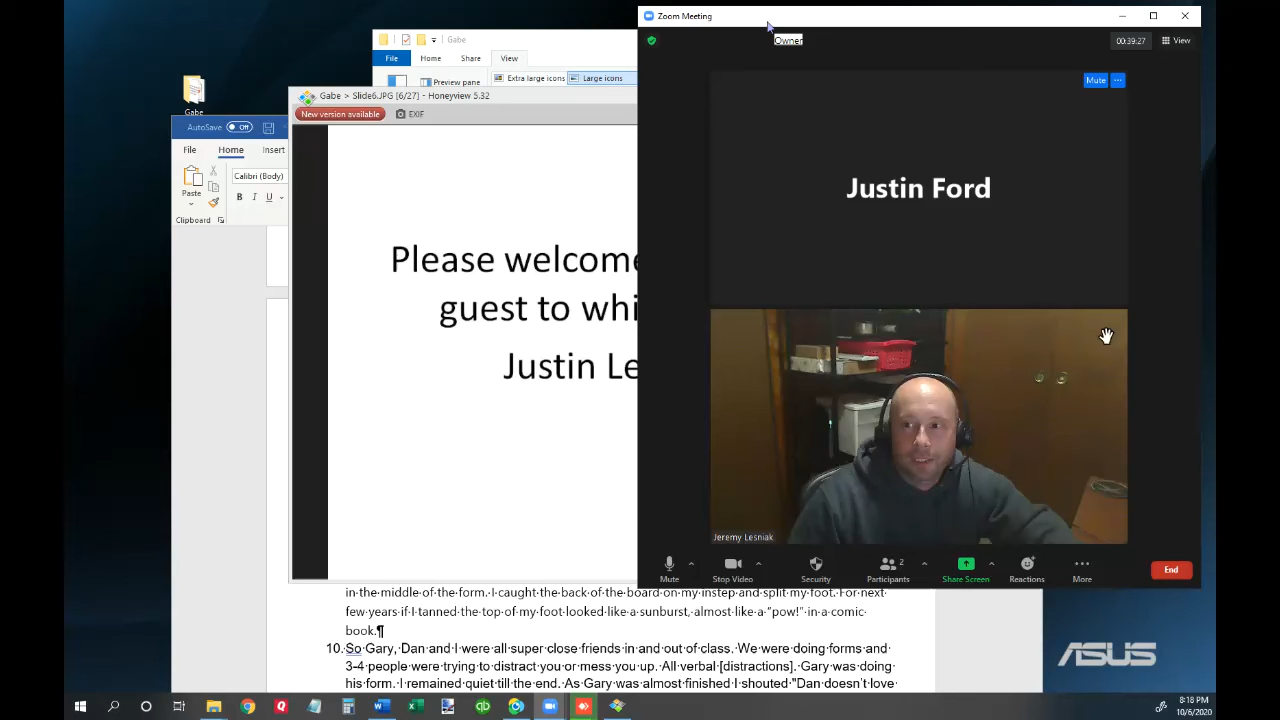 Gabe
File Home Share View
Preview pane
Extra large icons Large icons
Gabe
Gabe > Slide6.JPG [6/27] - Honeyview 5.32
New version available EXIF
AutoSave Off
File Home Insert
Paste
Calibri (Body)
B I U
Clipboard
Please welcome
guest to whi
Justin Le
Zoom Meeting
Owner
00:39:27 View
Mute ...
Justin Ford
Jeremy Lesniak
2
Mute Stop Video Security Participants Share Screen Reactions More End
in the middle of the form. I caught the back of the board on my instep and split my foot. For next
few years if I tanned the top of my foot looked like a sunburst, almost like a "pow!" in a comic
book.¶
10. So Gary, Dan and I were all super close friends in and out of class. We were doing forms and
3-4 people were trying to distract you or mess you up. All verbal [distractions]. Gary was doing
his form. I remained quiet till the end. As Gary was almost finished I shouted "Dan doesn't love
ASUS
8:18 PM
10/6/2020